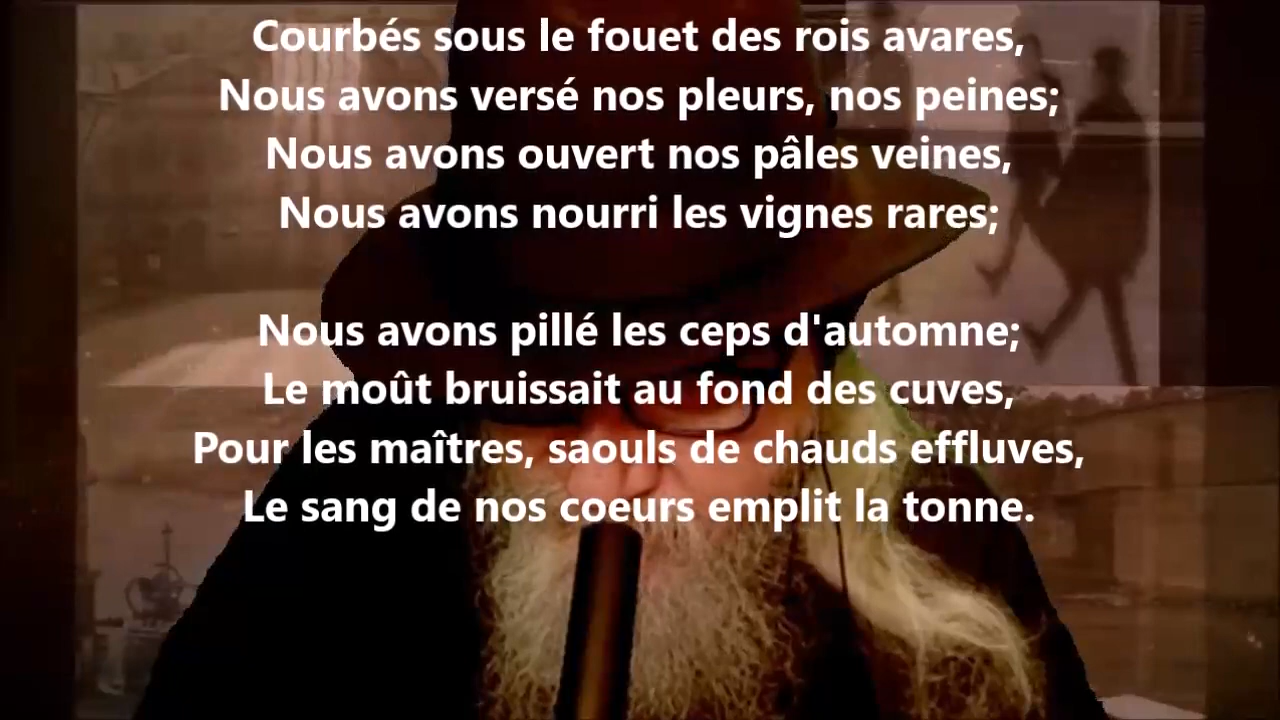 Courbés sous le fouet des rois avares,
Nous avons versé nos pleurs, nos peines;
Nous avons ouvert nos pâles veines,
Nous avons nourri les vignes rares;
Nous avons pillé les ceps d'automne;
Le moût bruissait au fond des cuves,
Pour les maîtres, saouls de chauds effluves,
Le sang de nos coeurs emplit la tonne.